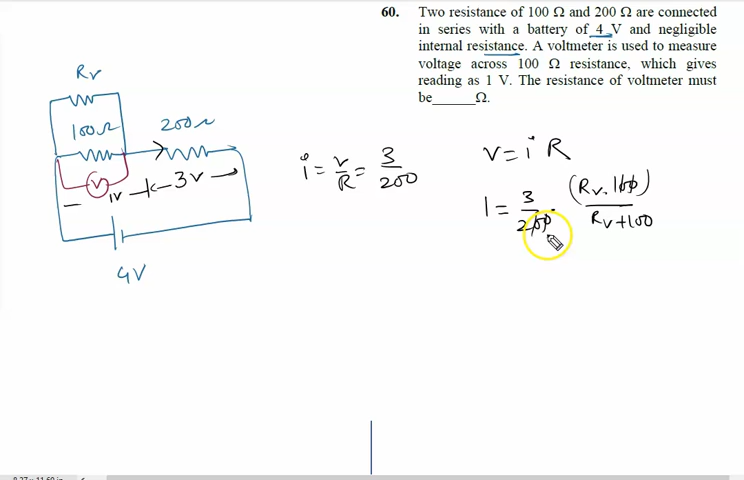 60. Two resistance of 100 Ω and 200 Ω are connected
in series with a battery of 4 V and negligible
internal resistance. A voltmeter is used to measure
voltage across 100 Ω resistance, which gives
reading as 1 V. The resistance of voltmeter must
be______Ω.
Rv
100Ω
200Ω
V
1V
3V
4V
i = V/R = 3/200
V = i R
1 = 3/200 · (Rv · 100)/(Rv + 100)